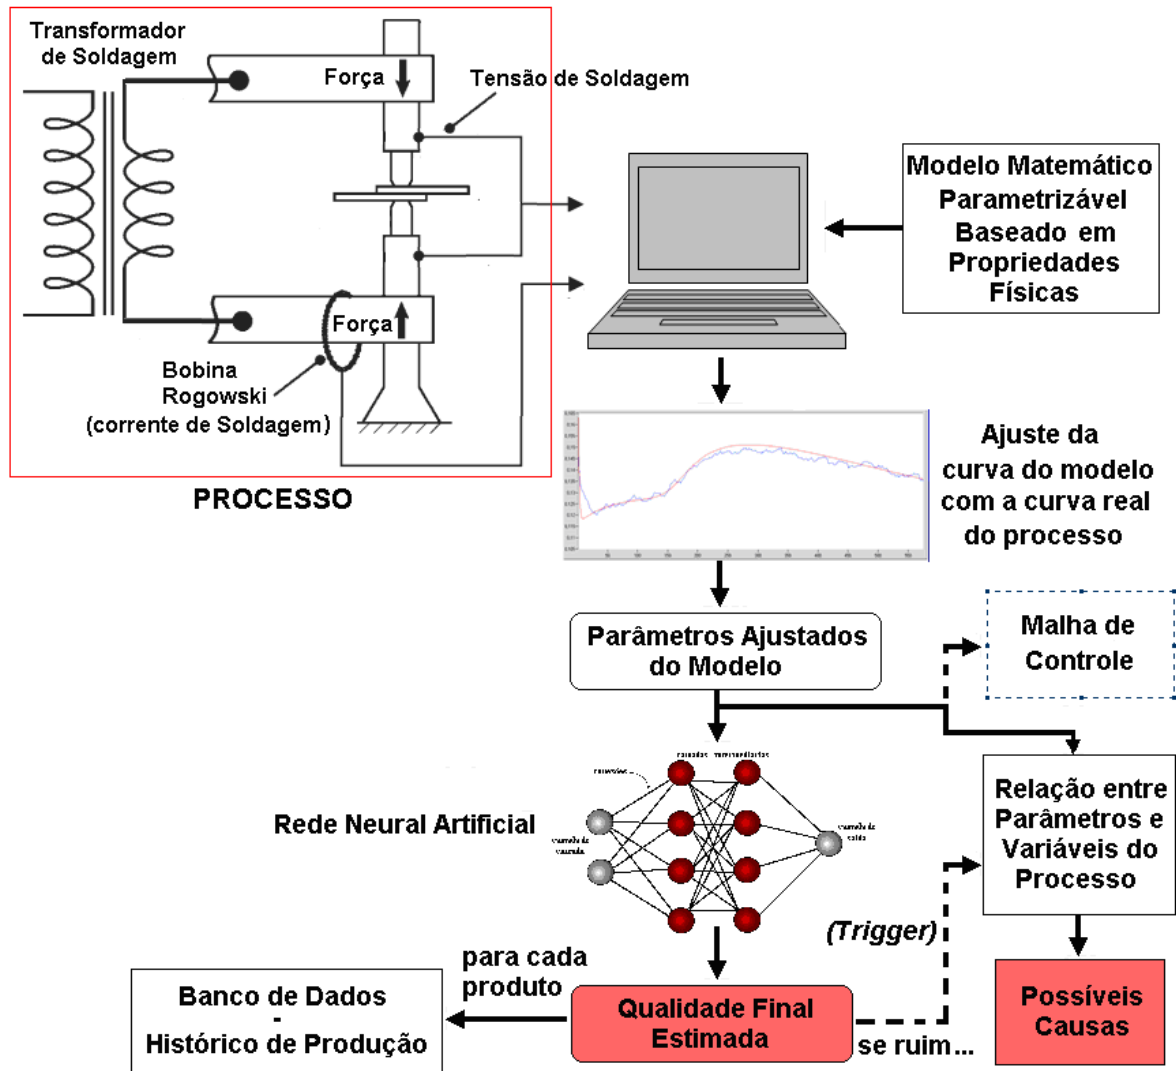 Transformador
de Soldagem
Força
Tensão de Soldagem
Força
Bobina
Rogowski
(corrente de Soldagem)
PROCESSO
Modelo Matemático
Parametrizável
Baseado em
Propriedades
Físicas
Ajuste da
curva do modelo
com a curva real
do processo
Parâmetros Ajustados
do Modelo
Malha de
Controle
Rede Neural Artificial
Relação entre
Parâmetros e
Variáveis do
Processo
(Trigger)
para cada
produto
Banco de Dados
-
Histórico de Produção
Qualidade Final
Estimada
se ruim...
Possíveis
Causas